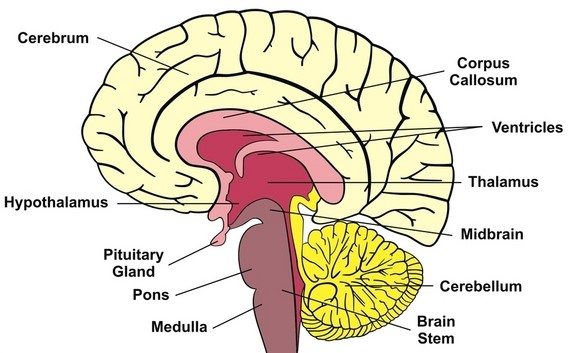 Cerebrum
Corpus
Callosum
Ventricles
Thalamus
Hypothalamus
Midbrain
Pituitary
Gland
Cerebellum
Pons
Medulla
Brain
Stem